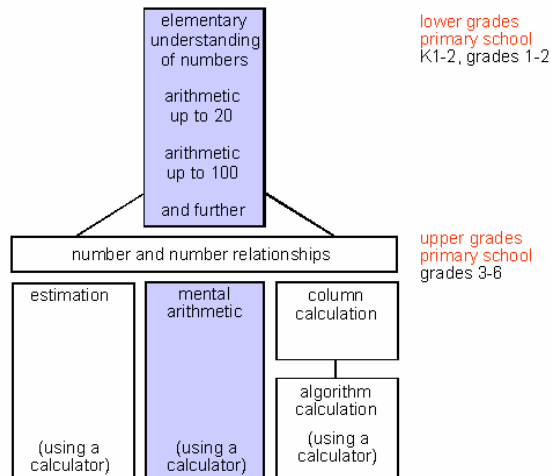 elementary
understanding
of numbers
arithmetic
up to 20
arithmetic
up to 100
and further
lower grades
primary school
K1-2, grades 1-2
number and number relationships
upper grades
primary school
grades 3-6
estimation
(using a
calculator)
mental
arithmetic
(using a
calculator)
column
calculation
algorithm
calculation
(using a
calculator)